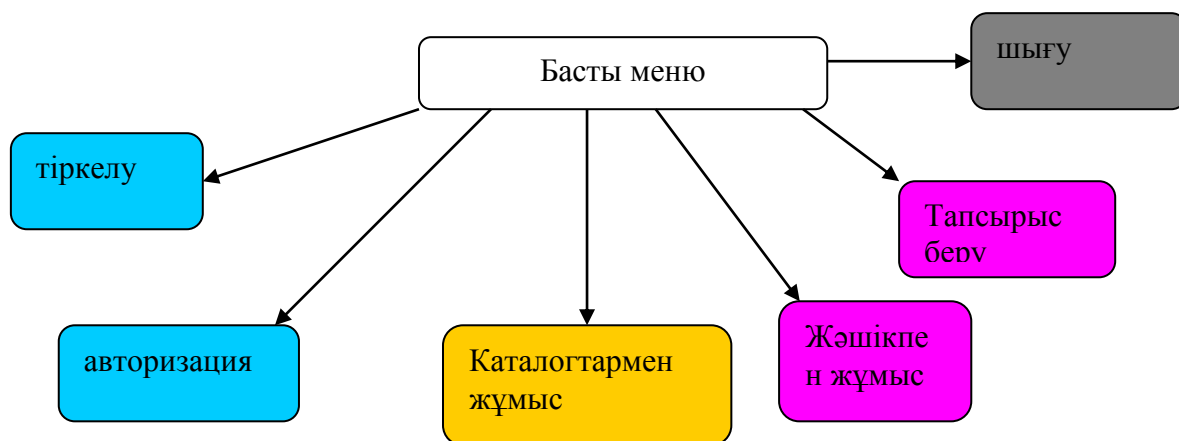 шығу
Басты меню
тіркелу
Тапсырыс
беру
авторизация
Каталогтармен
жұмыс
Жәшікпе
н жұмыс